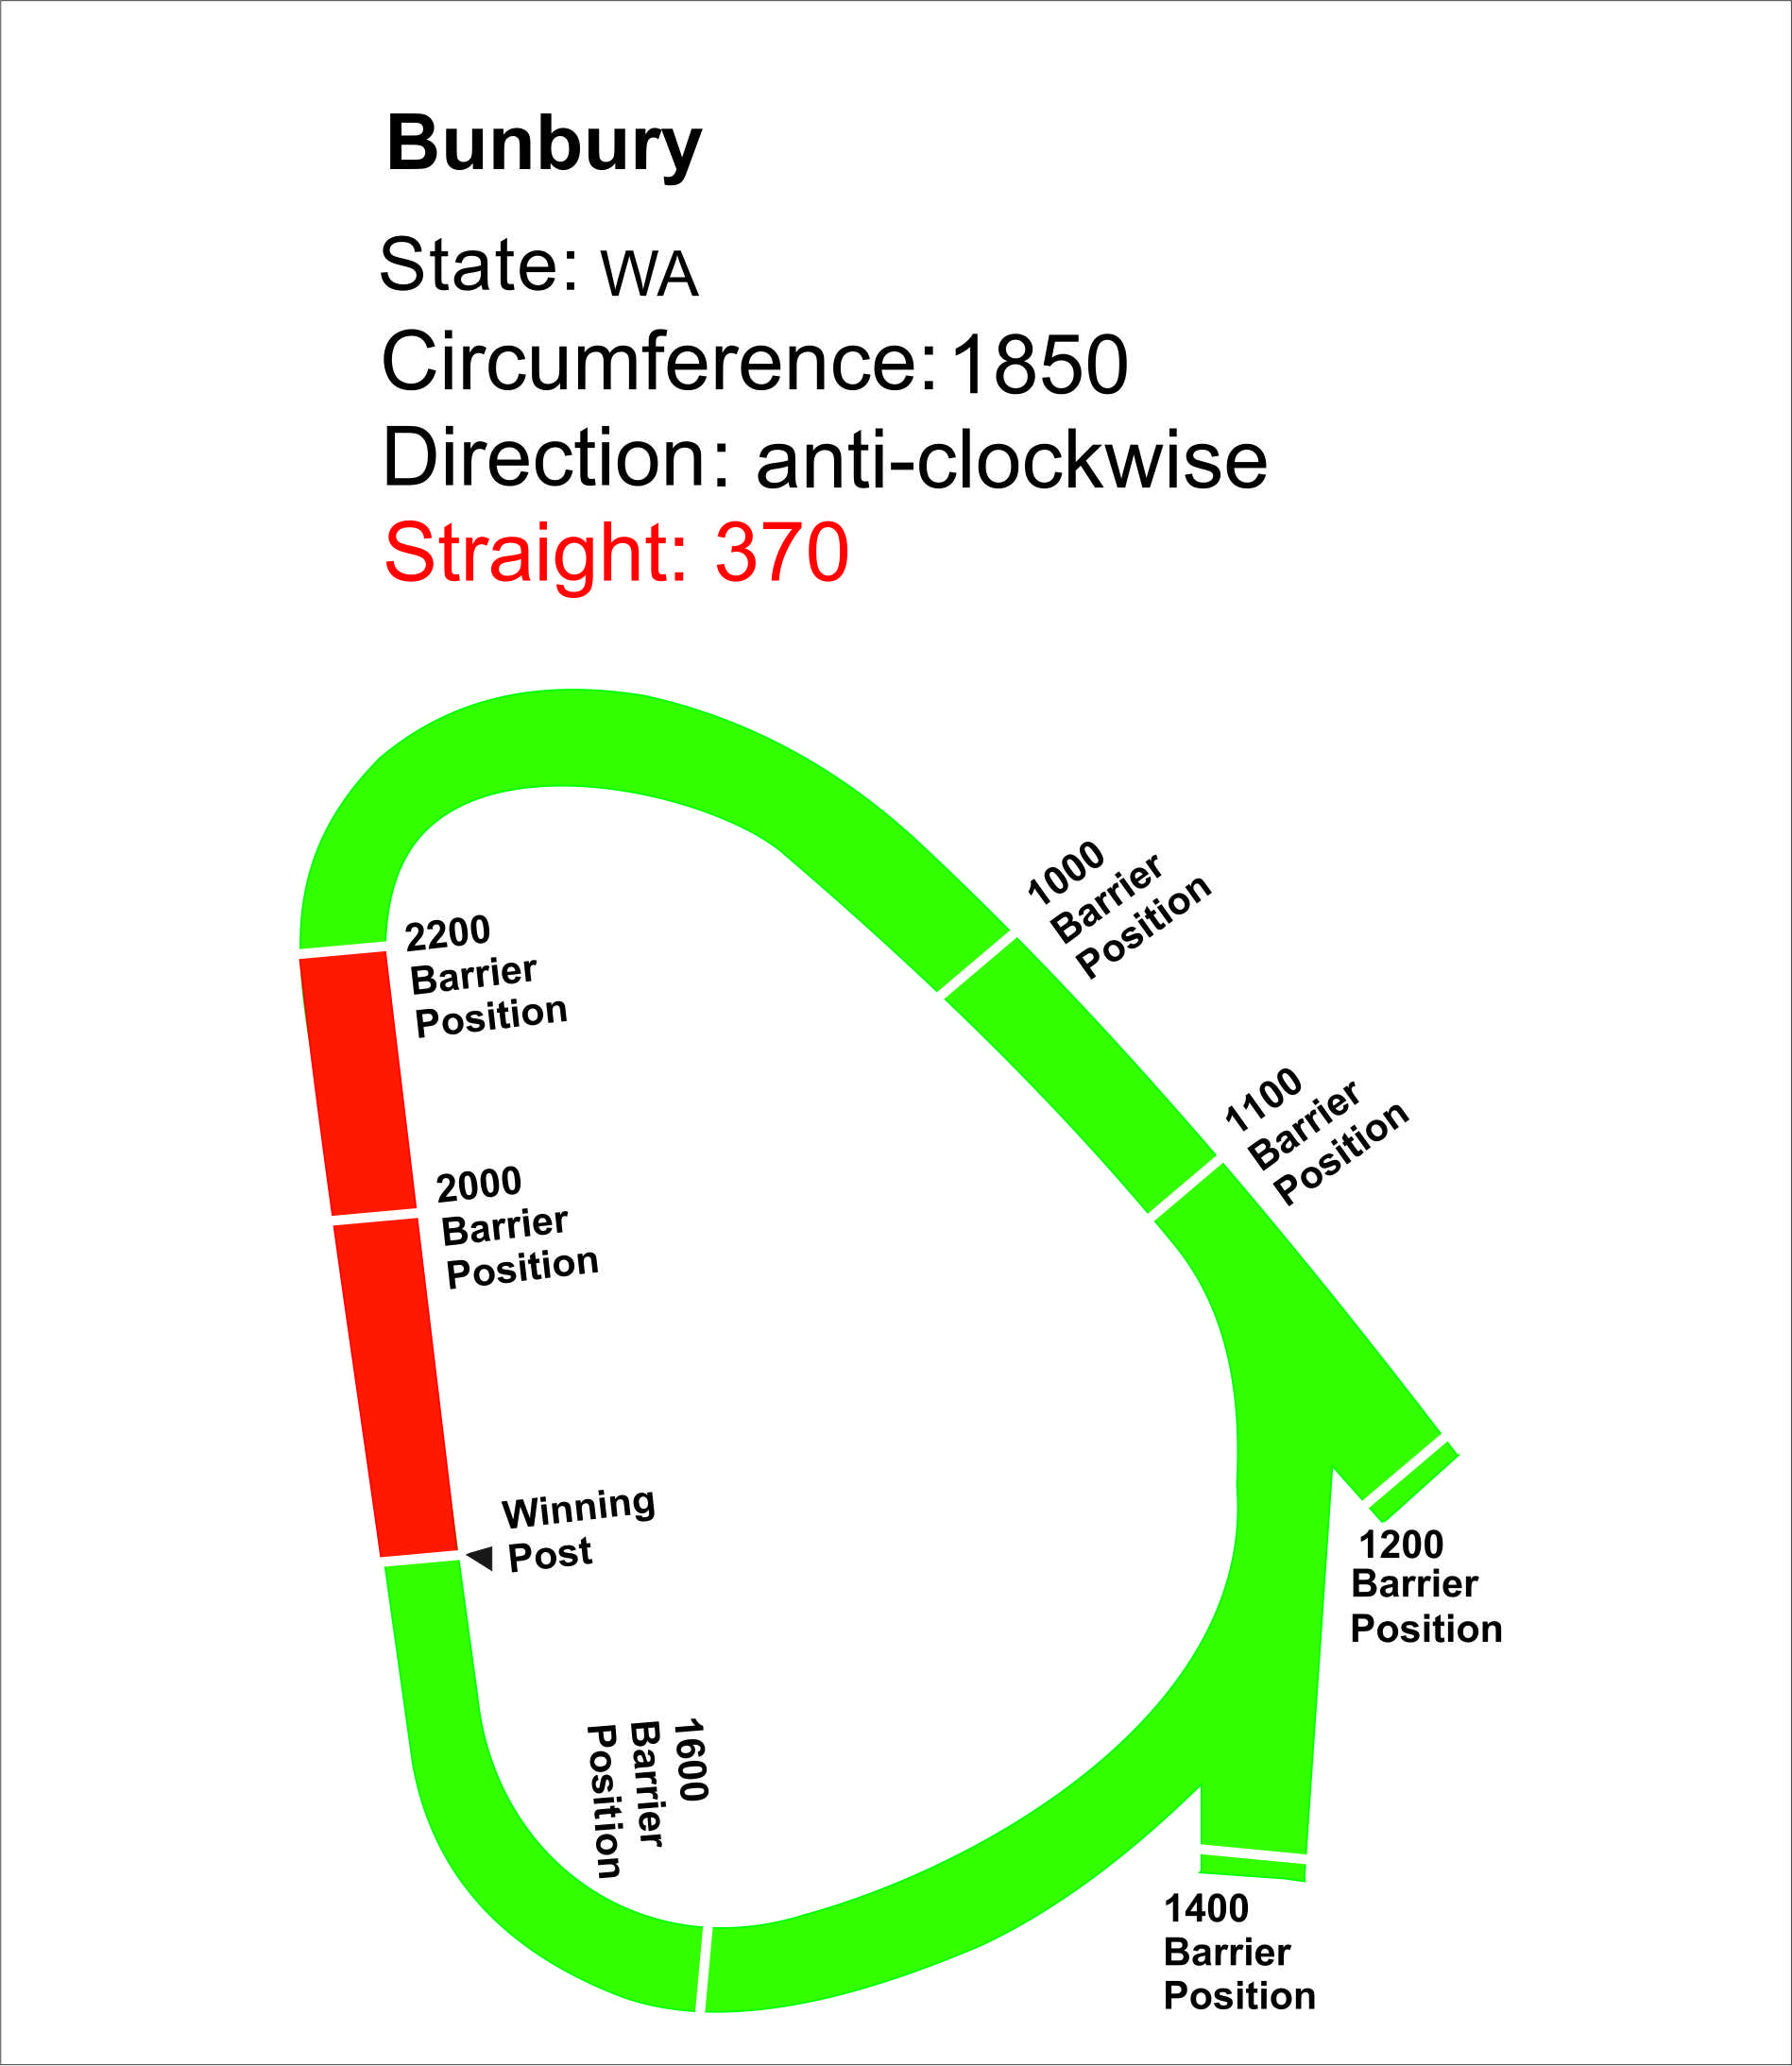 Bunbury
State: WA
Circumference: 1850
Direction: anti-clockwise
Straight: 370
1000
Barrier
Position
2200
Barrier
Position
1100
Barrier
Position
2000
Barrier
Position
Winning
Post
1200
Barrier
Position
1600
Barrier
Position
1400
Barrier
Position